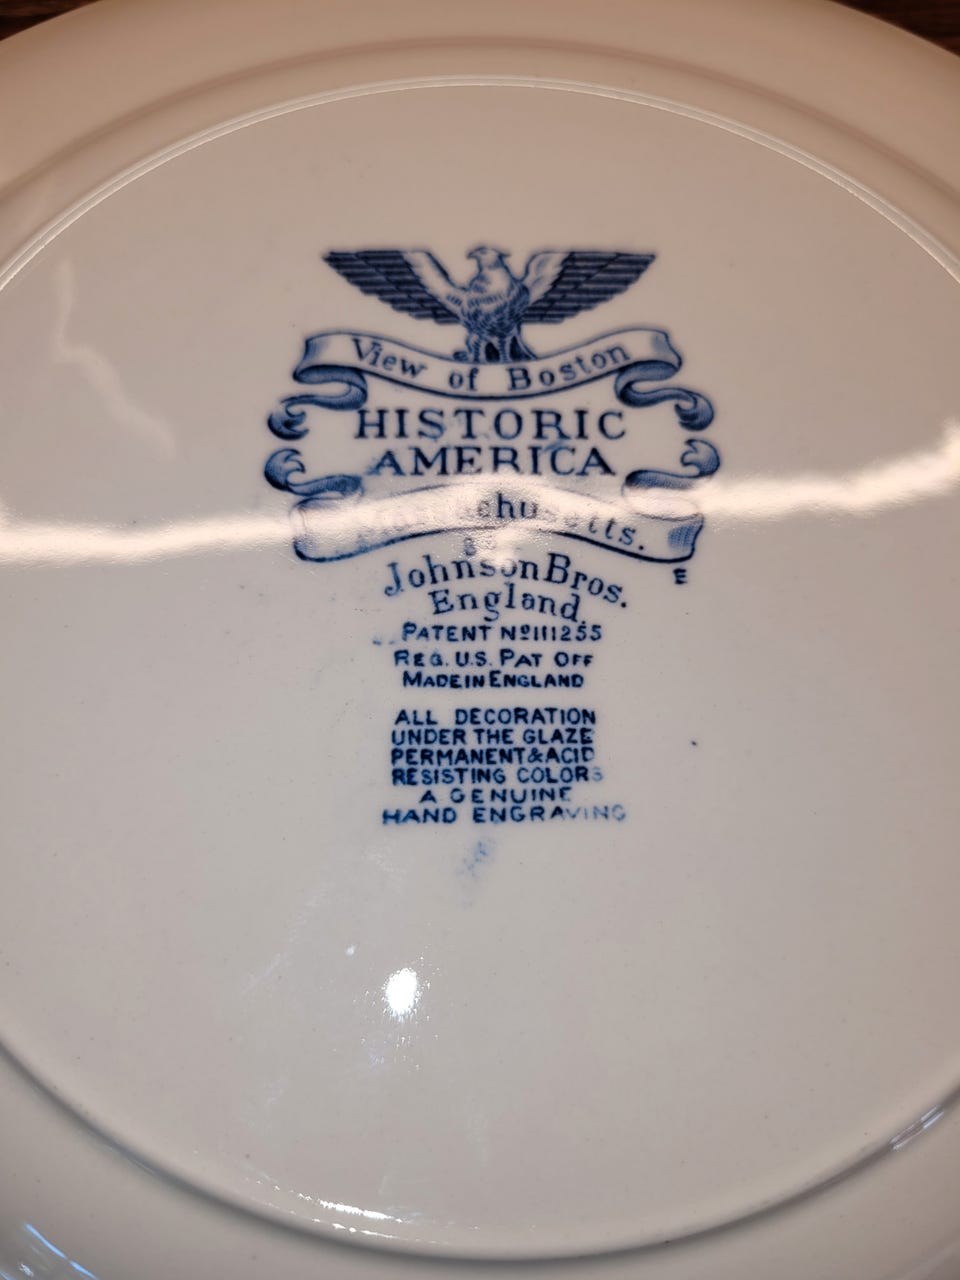 View of Boston
HISTORIC
AMERICA
Massachusetts.
Johnson Bros.
England.
PATENT Nº 111255
REG. U.S. PAT OFF
MADE IN ENGLAND
E
ALL DECORATION
UNDER THE GLAZE
PERMANENT & ACID
RESISTING COLORS
A GENUINE
HAND ENGRAVING